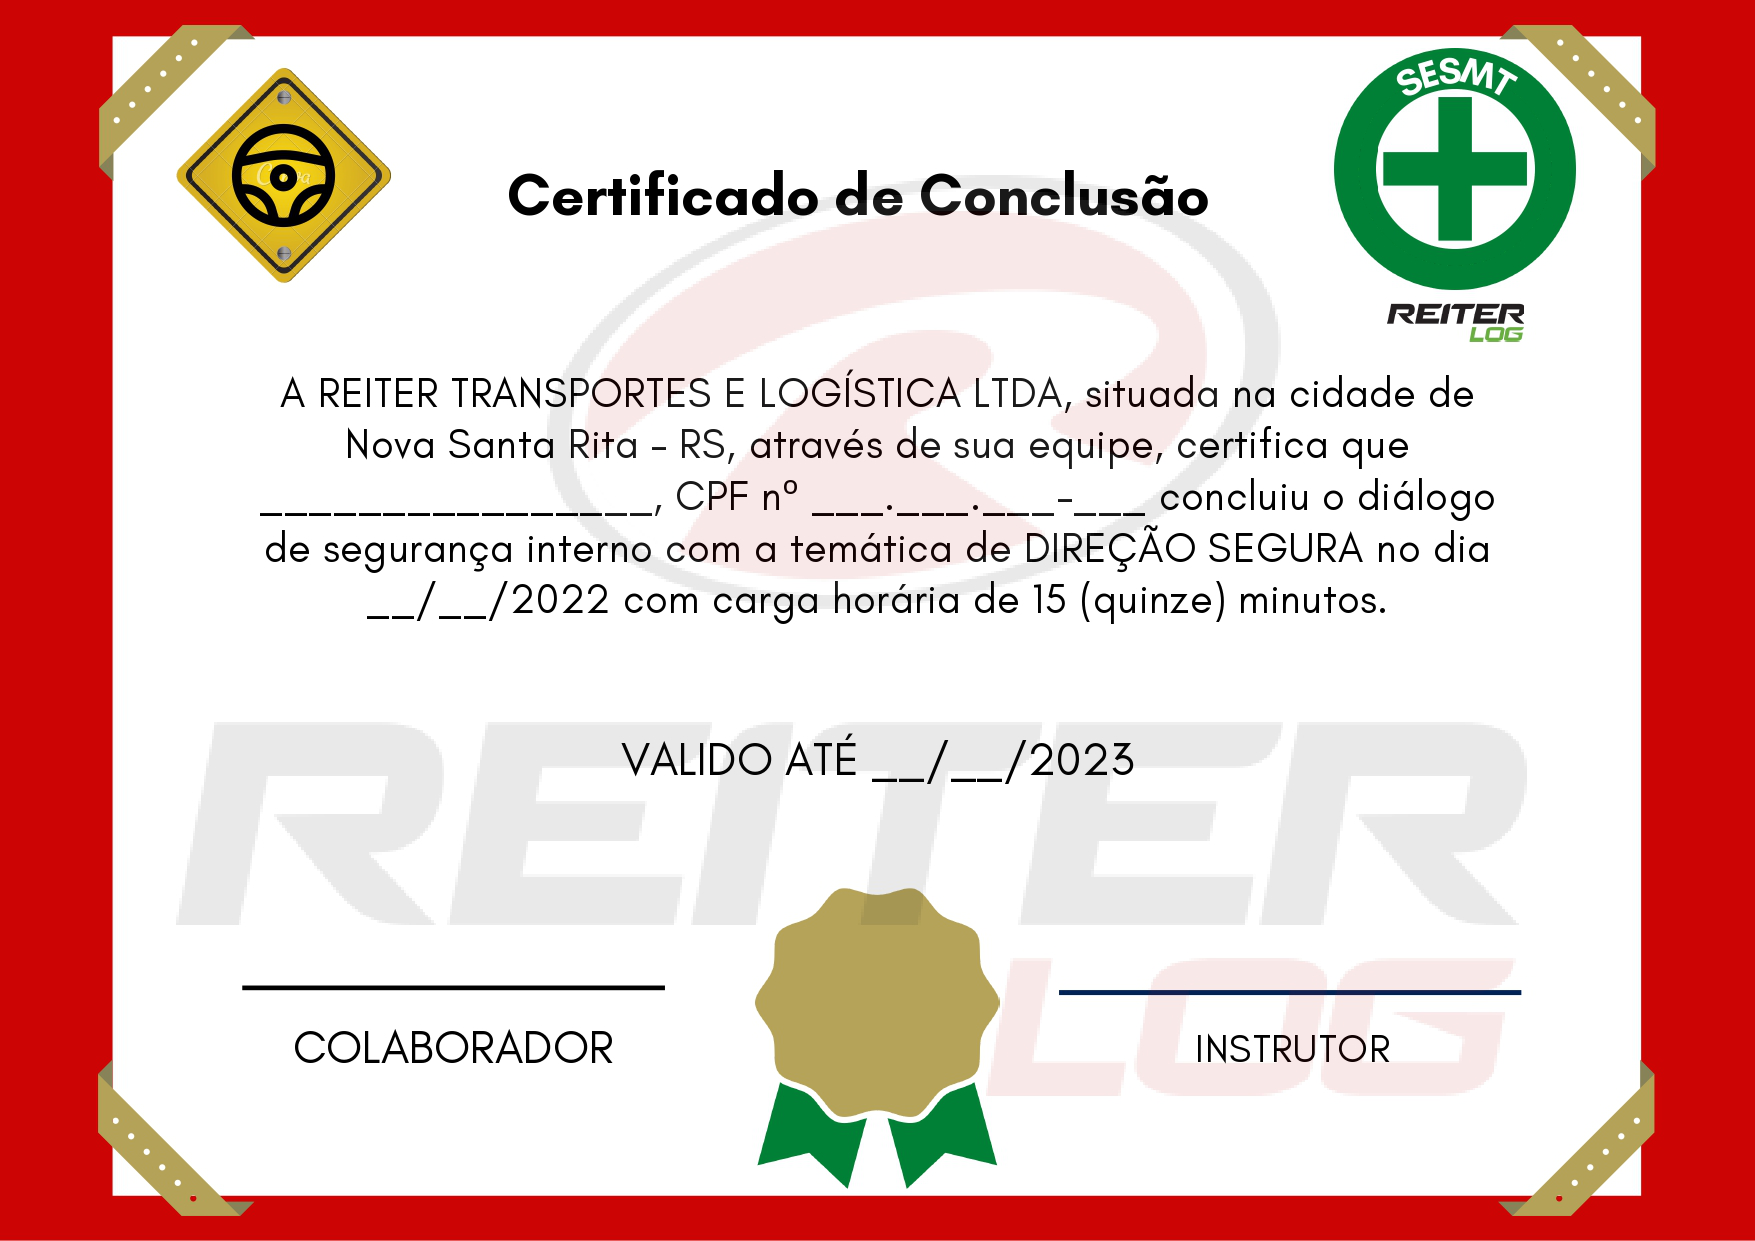 SESMT
Certificado de Conclusão
REITER
LOG
A REITER TRANSPORTES E LOGÍSTICA LTDA, situada na cidade de
Nova Santa Rita - RS, através de sua equipe, certifica que
________________, CPF nº ___.___.___-___ concluiu o diálogo
de segurança interno com a temática de DIREÇÃO SEGURA no dia
__/__/2022 com carga horária de 15 (quinze) minutos.
VALIDO ATÉ __/__/2023
REITER
LOG
COLABORADOR
INSTRUTOR